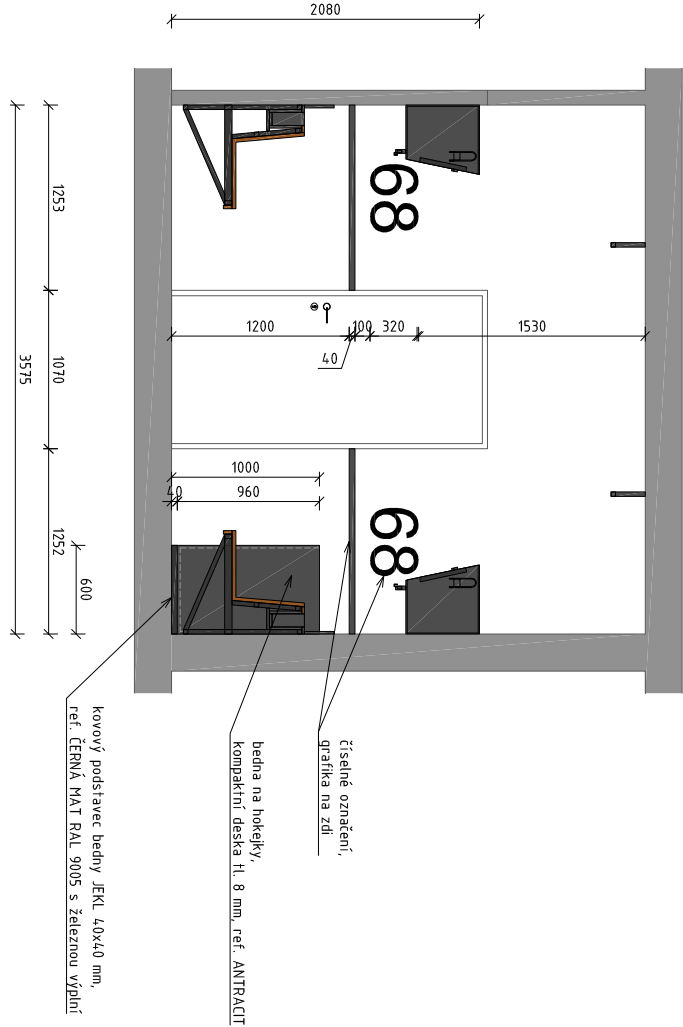 2080
68
68
1530
320
100
40
1200
1000
960
40
600
1253
1070
1252
3575
číselné označení,
grafika na zdi
bedna na hokejky,
kompaktní deska tl. 8 mm, ref. ANTRACIT
kovový podstavec bedny JEKL 40x40 mm,
ref. ČERNÁ MAT RAL 9005 s železnou výplní